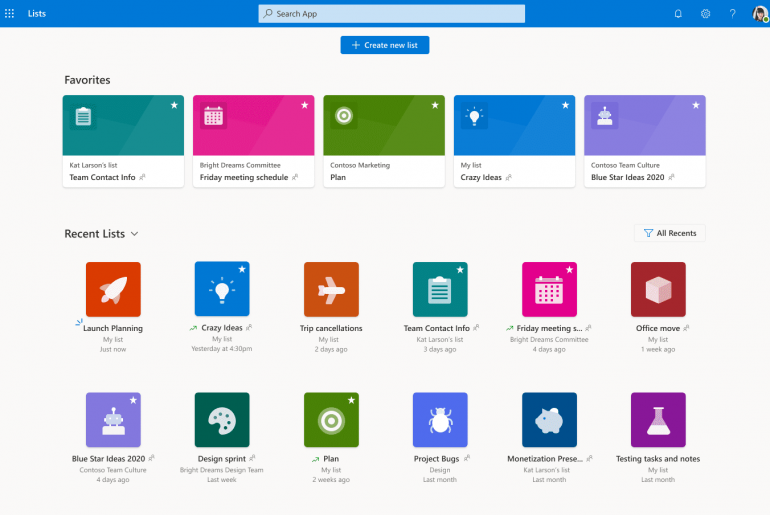 Lists
Search App
?
+ Create new list
Favorites
Kat Larson's list
Team Contact Info
Bright Dreams Committee
Friday meeting schedule
Contoso Marketing
Plan
My list
Crazy Ideas
Contoso Team Culture
Blue Star Ideas 2020
Recent Lists
All Recents
Launch Planning
My list
Just now
Crazy Ideas
My list
Yesterday at 4:30pm
Trip cancellations
My list
2 days ago
Team Contact Info
Kat Larson's list
3 days ago
Friday meeting s...
Bright Dreams Committee
4 days ago
Office move
My list
1 week ago
Blue Star Ideas 2020
Contoso Team Culture
4 days ago
Design sprint
Bright Dreams Design Team
Last week
Plan
My list
2 weeks ago
Project Bugs
Design
Last month
Monetization Prese...
Kat Larson's list
Last month
Testing tasks and notes
My list
Last month